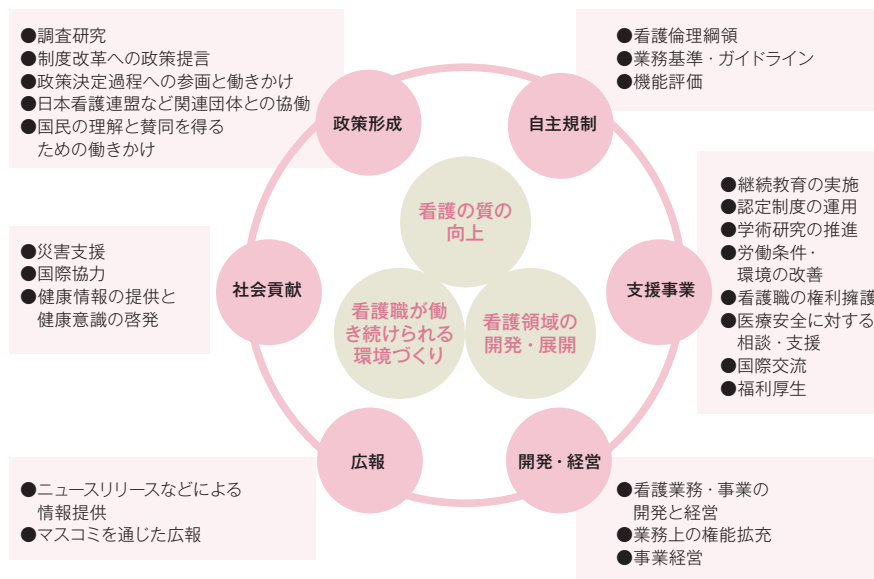 ●調査研究
●制度改革への政策提言
●政策決定過程への参画と働きかけ
●日本看護連盟など関連団体との協働
●国民の理解と賛同を得る
ための働きかけ
政策形成
●看護倫理綱領
●業務基準・ガイドライン
●機能評価
自主規制
●継続教育の実施
●認定制度の運用
●学術研究の推進
●労働条件・
環境の改善
●看護職の権利擁護
●医療安全に対する
相談・支援
●国際交流
●福利厚生
支援事業
●災害支援
●国際協力
●健康情報の提供と
健康意識の啓発
社会貢献
看護の質の
向上
看護職が働
き続けられる
環境づくり
看護領域の
開発・展開
広報
●ニュースリリースなどによる
情報提供
●マスコミを通じた広報
開発・経営
●看護業務・事業の
開発と経営
●業務上の権能拡充
●事業経営